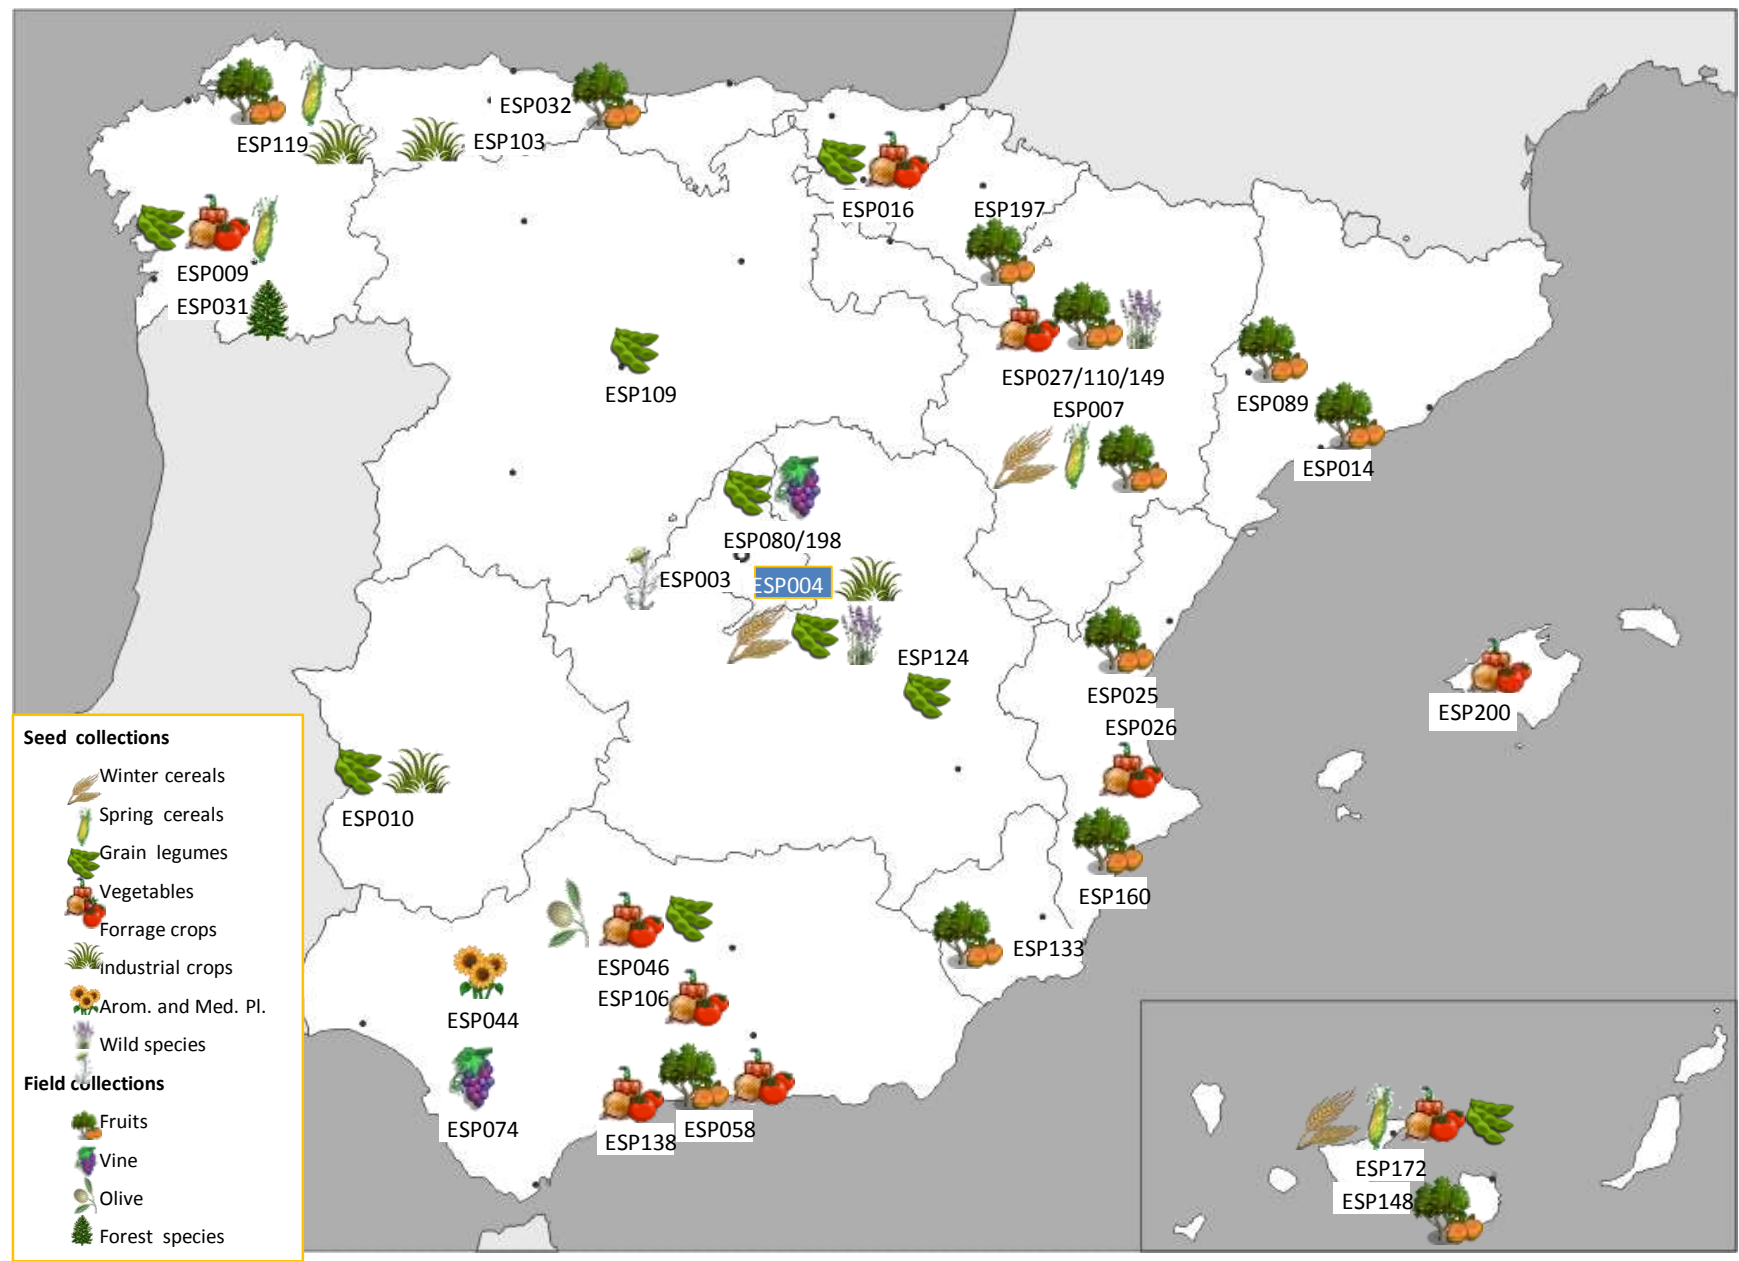 ESP032
ESP119
ESP103
ESP016
ESP197
ESP009
ESP031
ESP027/110/149
ESP007
ESP109
ESP089
ESP014
ESP080/198
ESP003
ESP004
ESP124
ESP025
ESP026
ESP200
ESP010
ESP160
ESP133
ESP046
ESP106
ESP044
ESP074
ESP138
ESP058
ESP172
ESP148
Seed collections
Winter cereals
Spring cereals
Grain legumes
Vegetables
Forrage crops
Industrial crops
Arom. and Med. Pl.
Wild species
Field collections
Fruits
Vine
Olive
Forest species